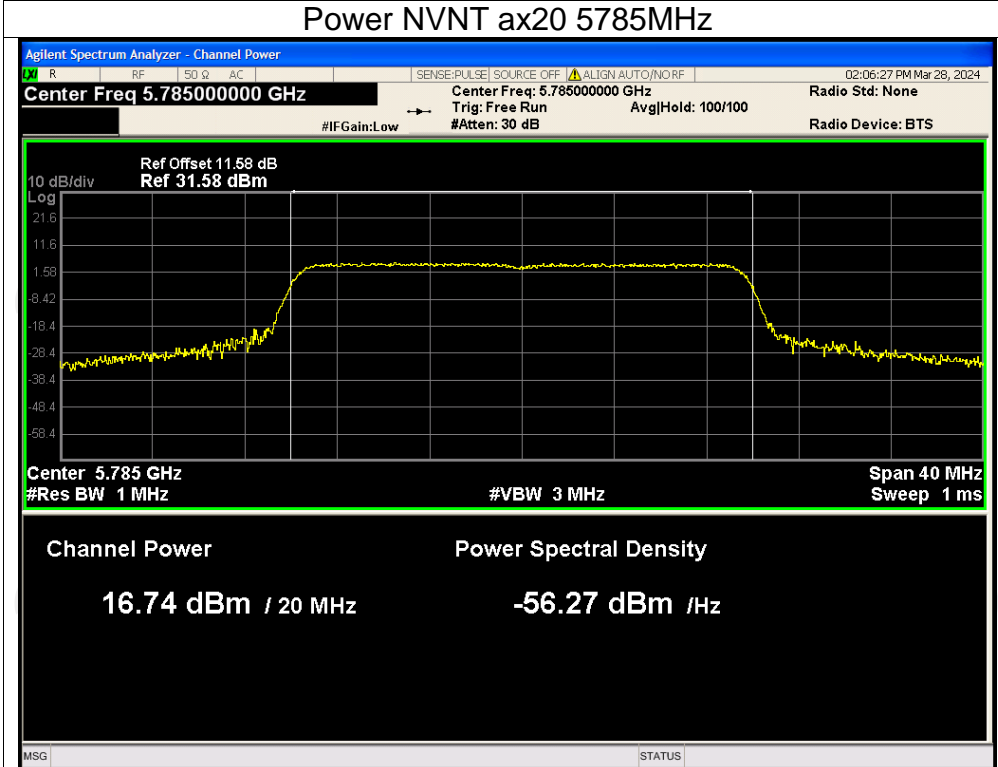 Power NVNT ax20 5785MHz
Agilent Spectrum Analyzer - Channel Power
LXI R RF 50 Ω AC SENSE:PULSE SOURCE OFF ALIGN AUTO/NO RF 02:06:27 PM Mar 28, 2024
Center Freq 5.785000000 GHz
Center Freq: 5.785000000 GHz
Radio Std: None
Trig: Free Run Avg|Hold: 100/100
#IFGain:Low #Atten: 30 dB Radio Device: BTS
Ref Offset 11.58 dB
10 dB/div Ref 31.58 dBm
Log
21.6
11.6
1.58
-8.42
-18.4
-28.4
-38.4
-48.4
-58.4
Center 5.785 GHz Span 40 MHz
#Res BW 1 MHz #VBW 3 MHz Sweep 1 ms
Channel Power Power Spectral Density
16.74 dBm / 20 MHz -56.27 dBm /Hz
MSG STATUS